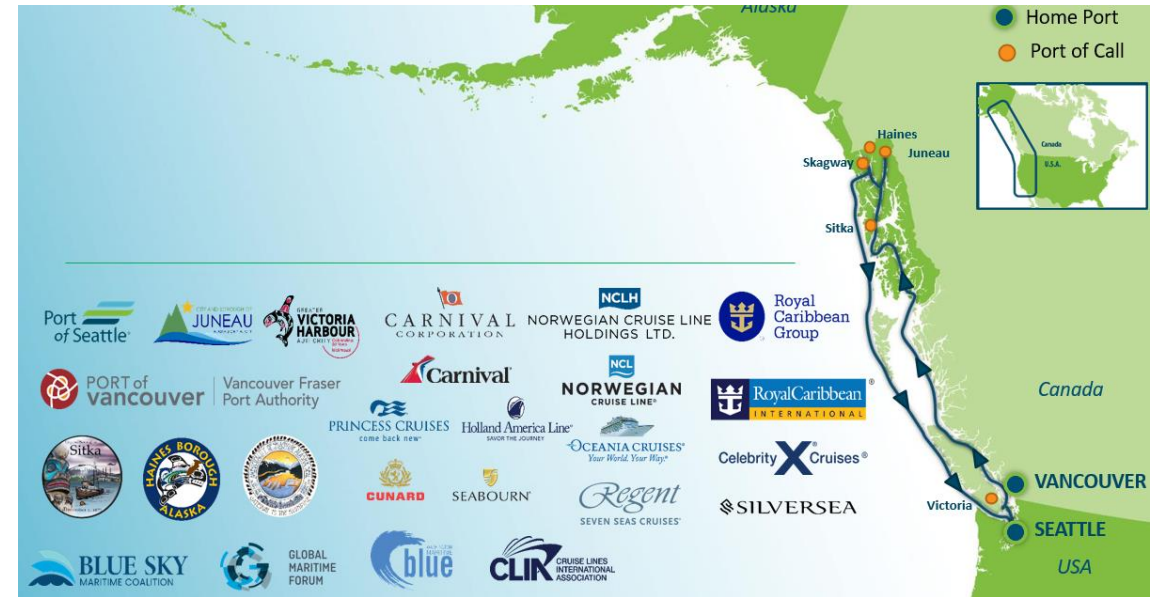 Alaska
Home Port
Port of Call
Canada
U.S.A.
Haines
Juneau
Skagway
Sitka
Port
of Seattle®
JUNEAU
GREATER
VICTORIA
HARBOUR
AUTHORITY
CARNIVAL
CORPORATION
NCLH
NORWEGIAN CRUISE LINE
HOLDINGS LTD.
Royal
Caribbean
Group
PORT of
vancouver
Vancouver Fraser
Port Authority
Carnival
NCL
NORWEGIAN
CRUISE LINE®
RoyalCaribbean®
INTERNATIONAL
PRINCESS CRUISES
come back new
Holland America Line
SAVOR THE JOURNEY
OCEANIA CRUISES®
Your World. Your Way.®
Celebrity X® Cruises®
Sitka
HAINES BOROUGH
ALASKA
CUNARD
SEABOURN
Regent
SEVEN SEAS CRUISES
SILVERSEA
BLUE SKY
MARITIME COALITION
GLOBAL
MARITIME
FORUM
blue
CLIA
CRUISE LINES
INTERNATIONAL
ASSOCIATION
Canada
VANCOUVER
Victoria
SEATTLE
USA